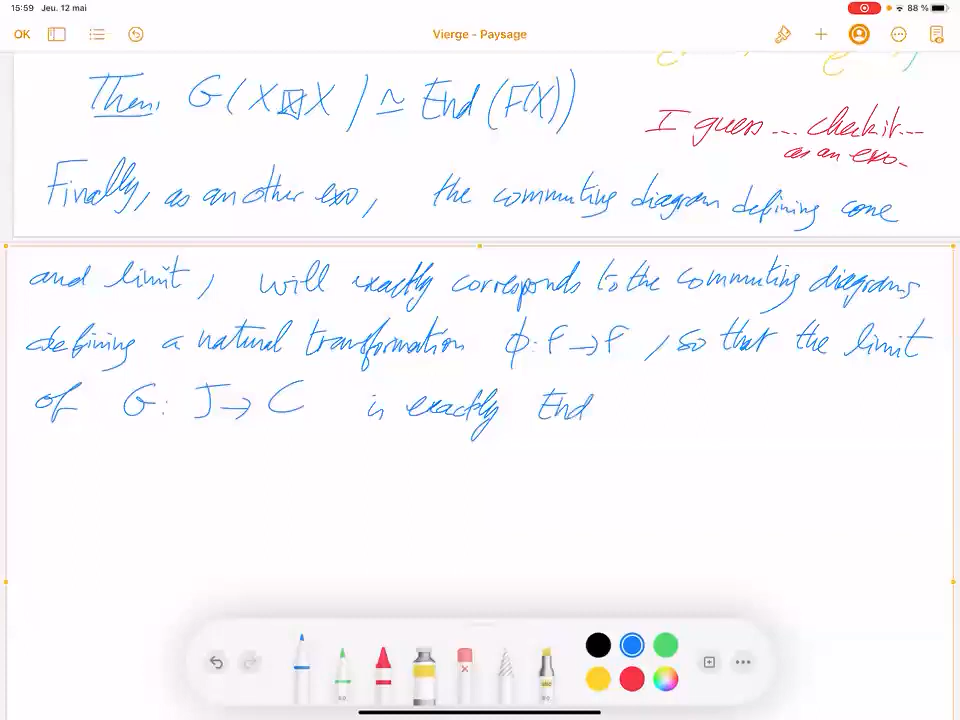 15:59 Jeu. 12 mai
88 %
OK
Vierge - Paysage
Then, G(X⊠X) ≃ End(F(X))
I guess... check it...
as an exo.
Finally, as another exo, the commuting diagram defining cone
and limit, will exactly corresponds to the commuting diagrams
defining a natural transformation ϕ: F → F, so that the limit
of G: J → C is exactly End